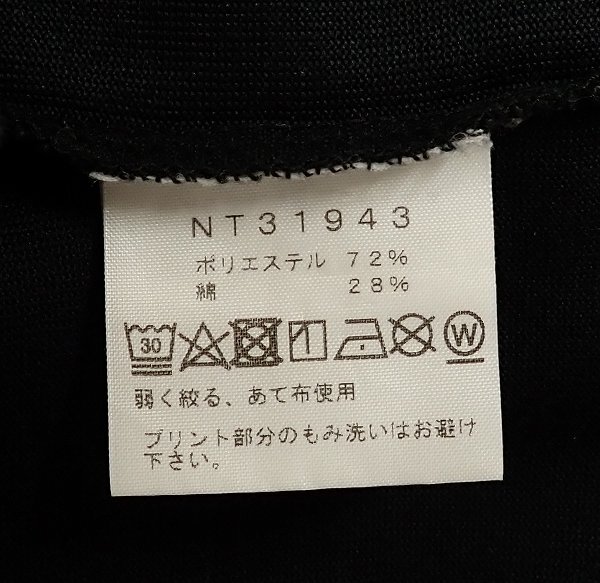 NT31943
ポリエステル 72%
綿 28%
30 W
弱く絞る、あて布使用
プリント部分のもみ洗いはお避け
下さい。